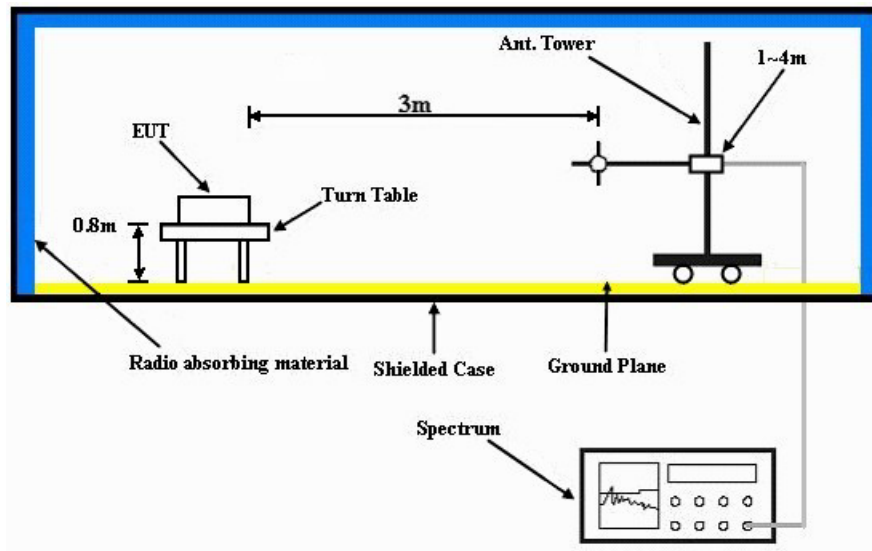 Ant. Tower
1~4m
3m
EUT
Turn Table
0.8m
Radio absorbing material
Shielded Case
Ground Plane
Spectrum